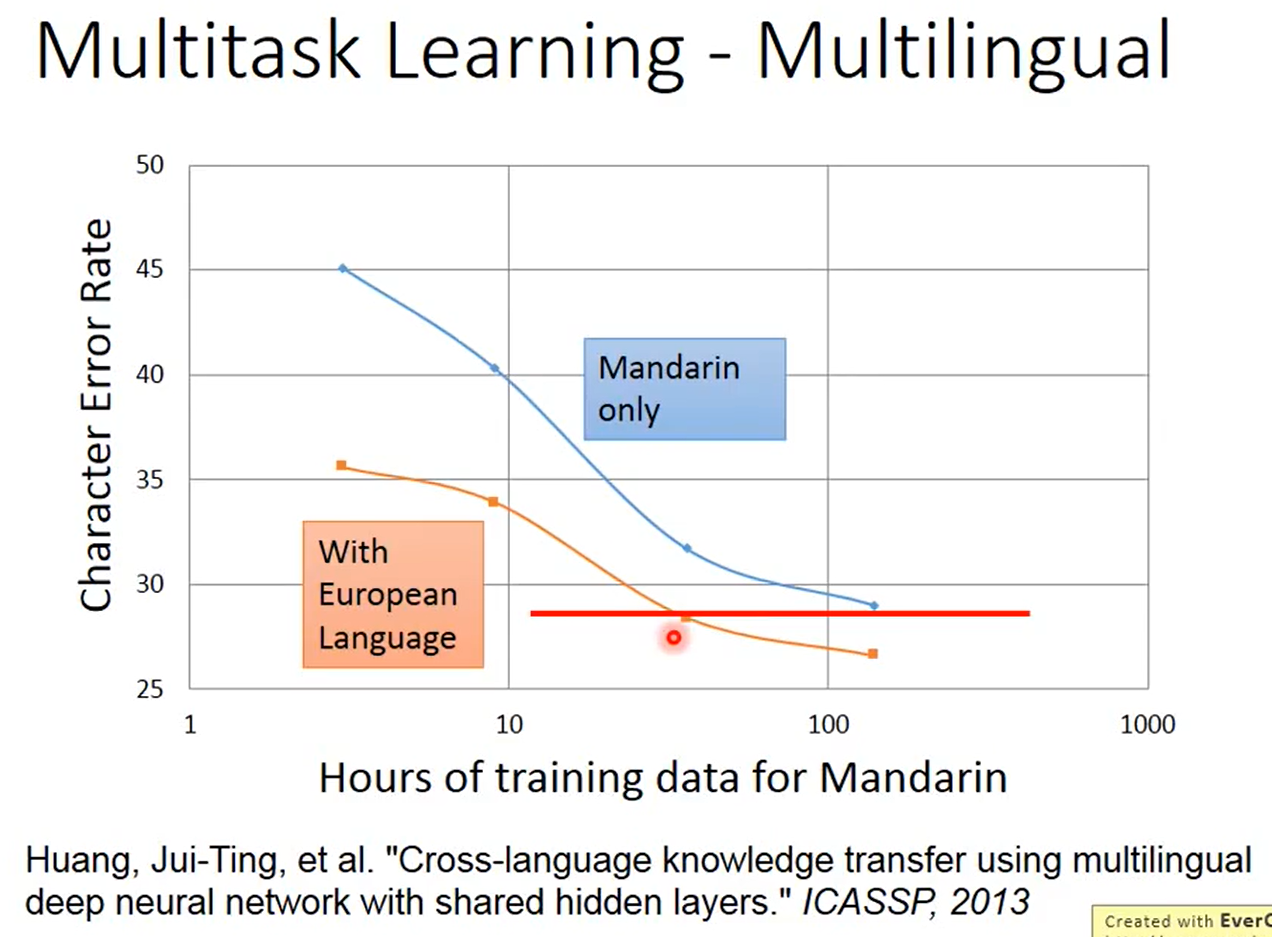 Multitask Learning - Multilingual
50
45
40
35
30
25
Character Error Rate
Mandarin
only
With
European
Language
1
10
100
1000
Hours of training data for Mandarin
Huang, Jui-Ting, et al. "Cross-language knowledge transfer using multilingual
deep neural network with shared hidden layers." ICASSP, 2013
Created with